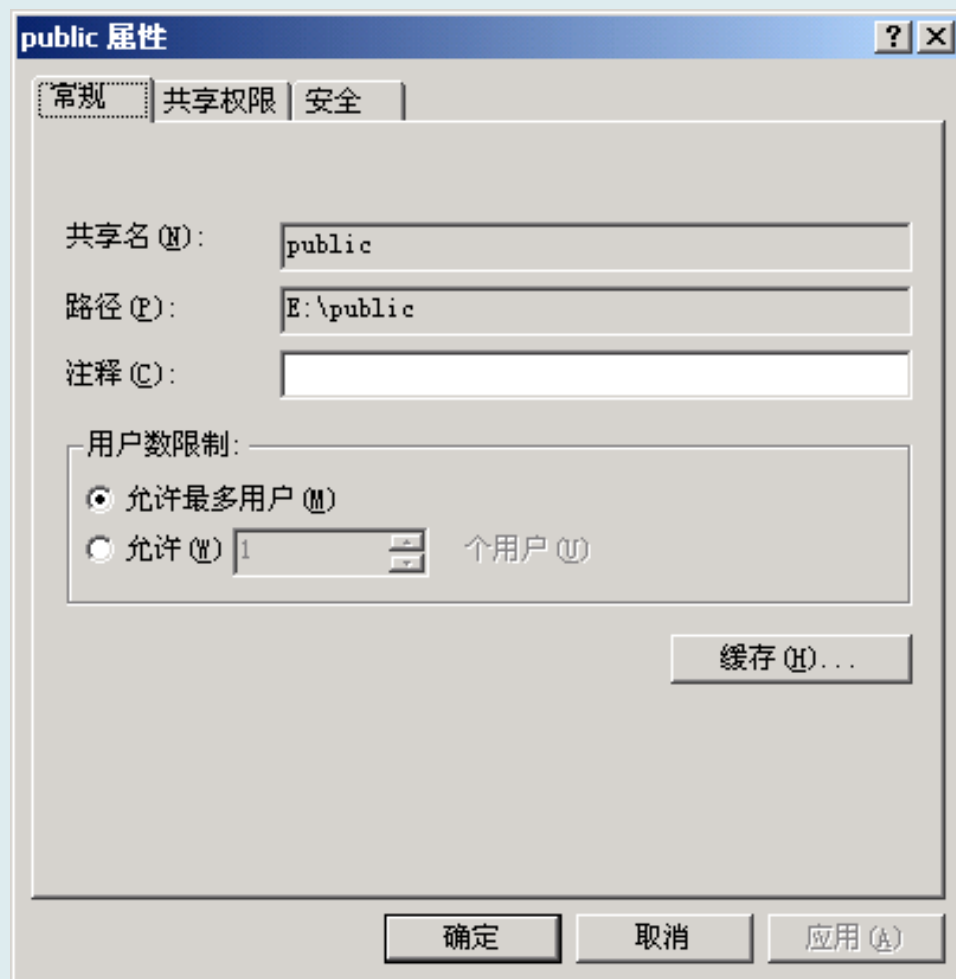 public 属性
常规 共享权限 安全
共享名(N): public
路径(P): E:\public
注释(C):
用户数限制:
允许最多用户(M)
允许(W) 1 个用户(U)
缓存(H)...
确定 取消 应用(A)